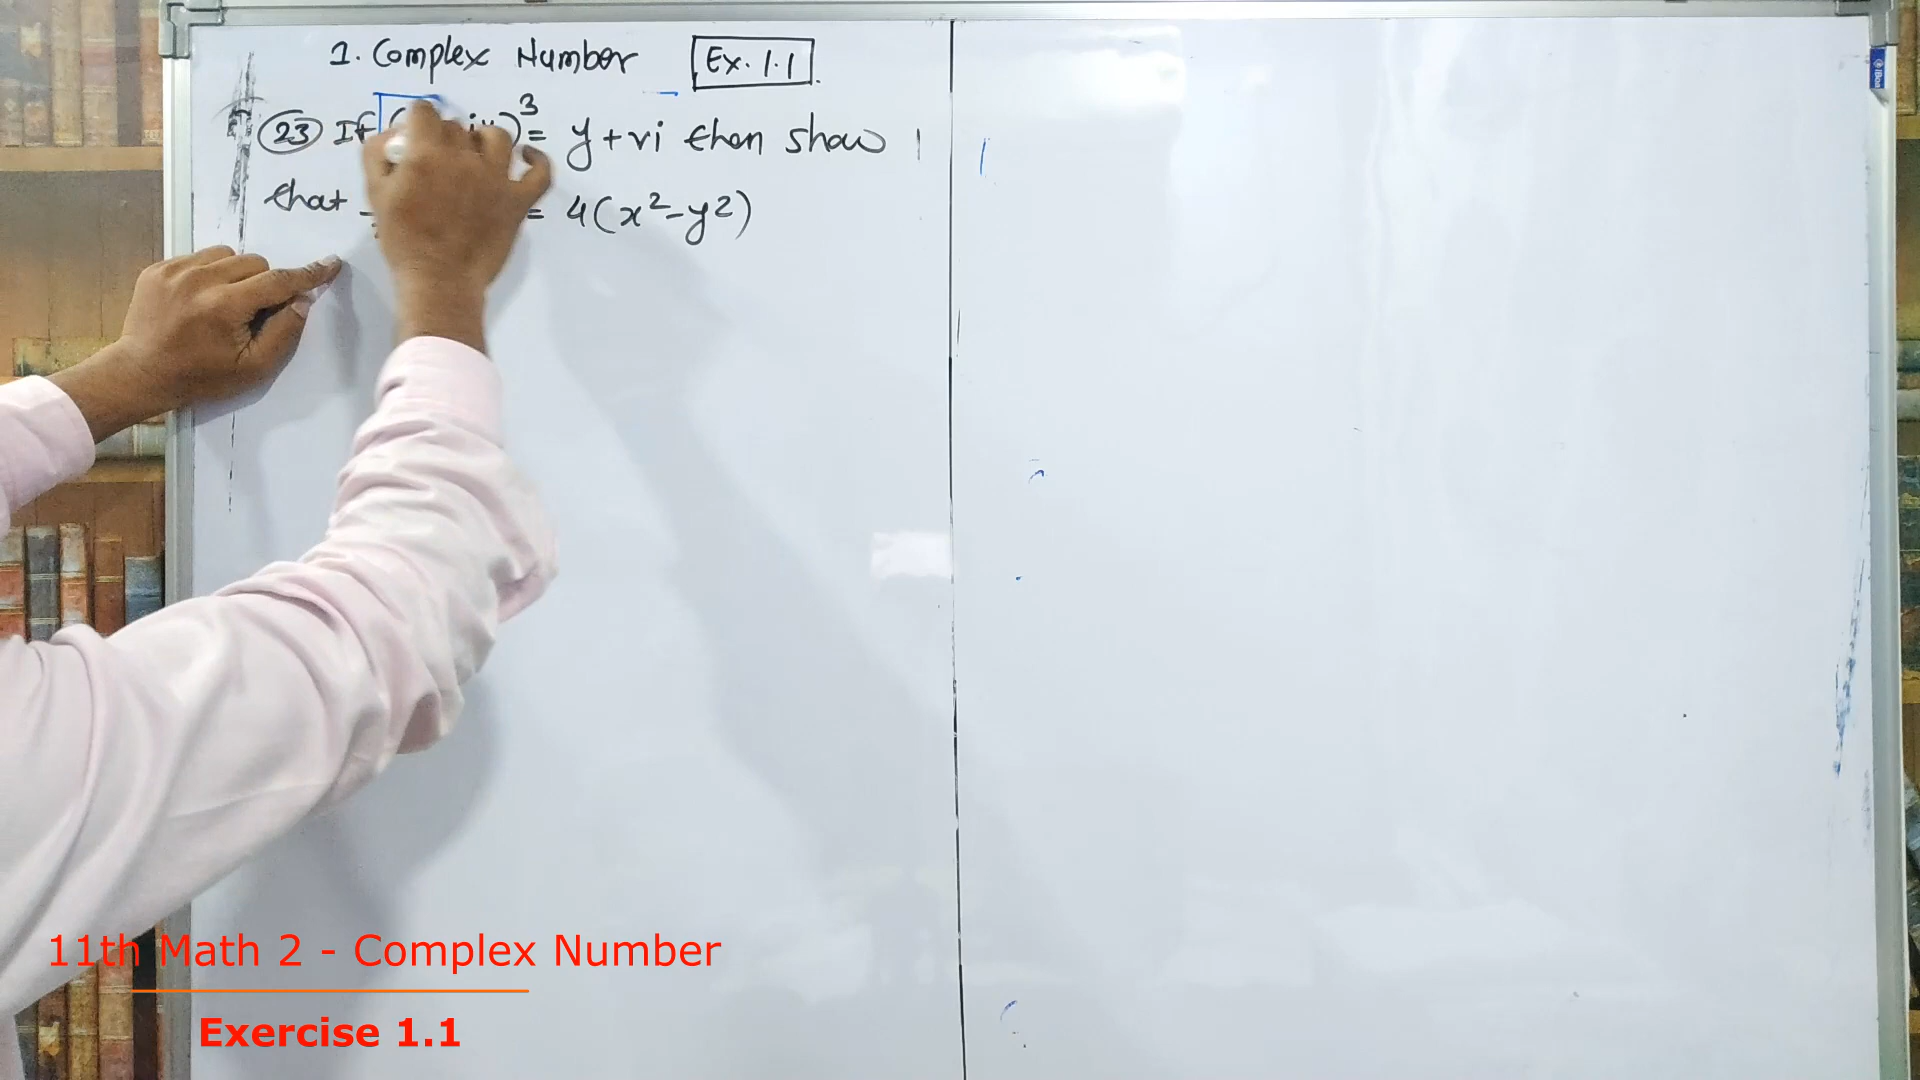 1. Complex Number Ex. 1.1
23 If )³= y+vi then show
that = 4(x²-y²)
11th Math 2 - Complex Number
Exercise 1.1